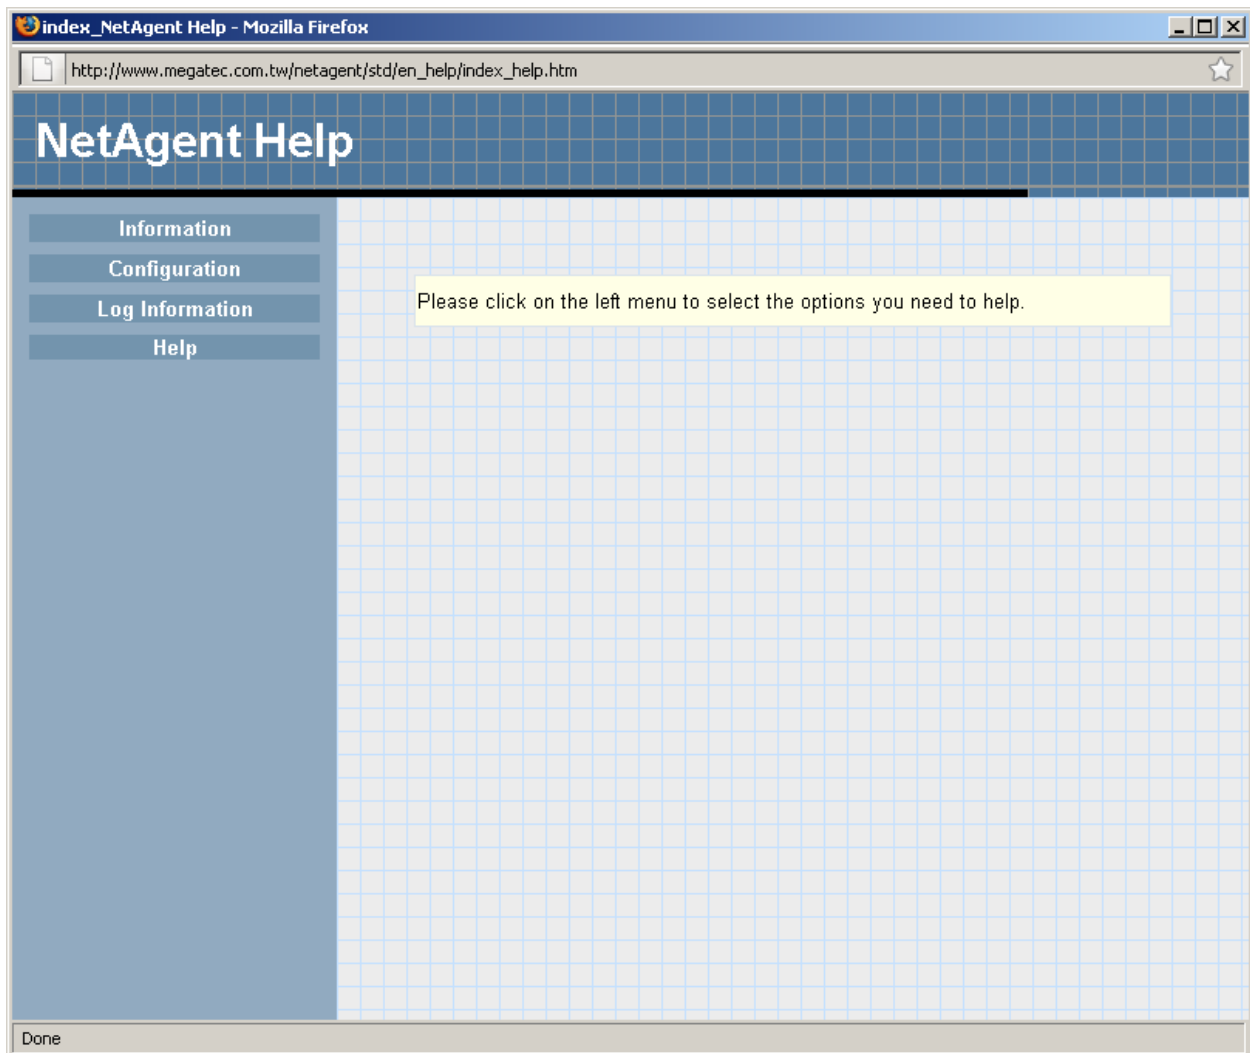 index_NetAgent Help - Mozilla Firefox
http://www.megatec.com.tw/netagent/std/en_help/index_help.htm
NetAgent Help
Information
Configuration
Log Information
Help
Please click on the left menu to select the options you need to help.
Done